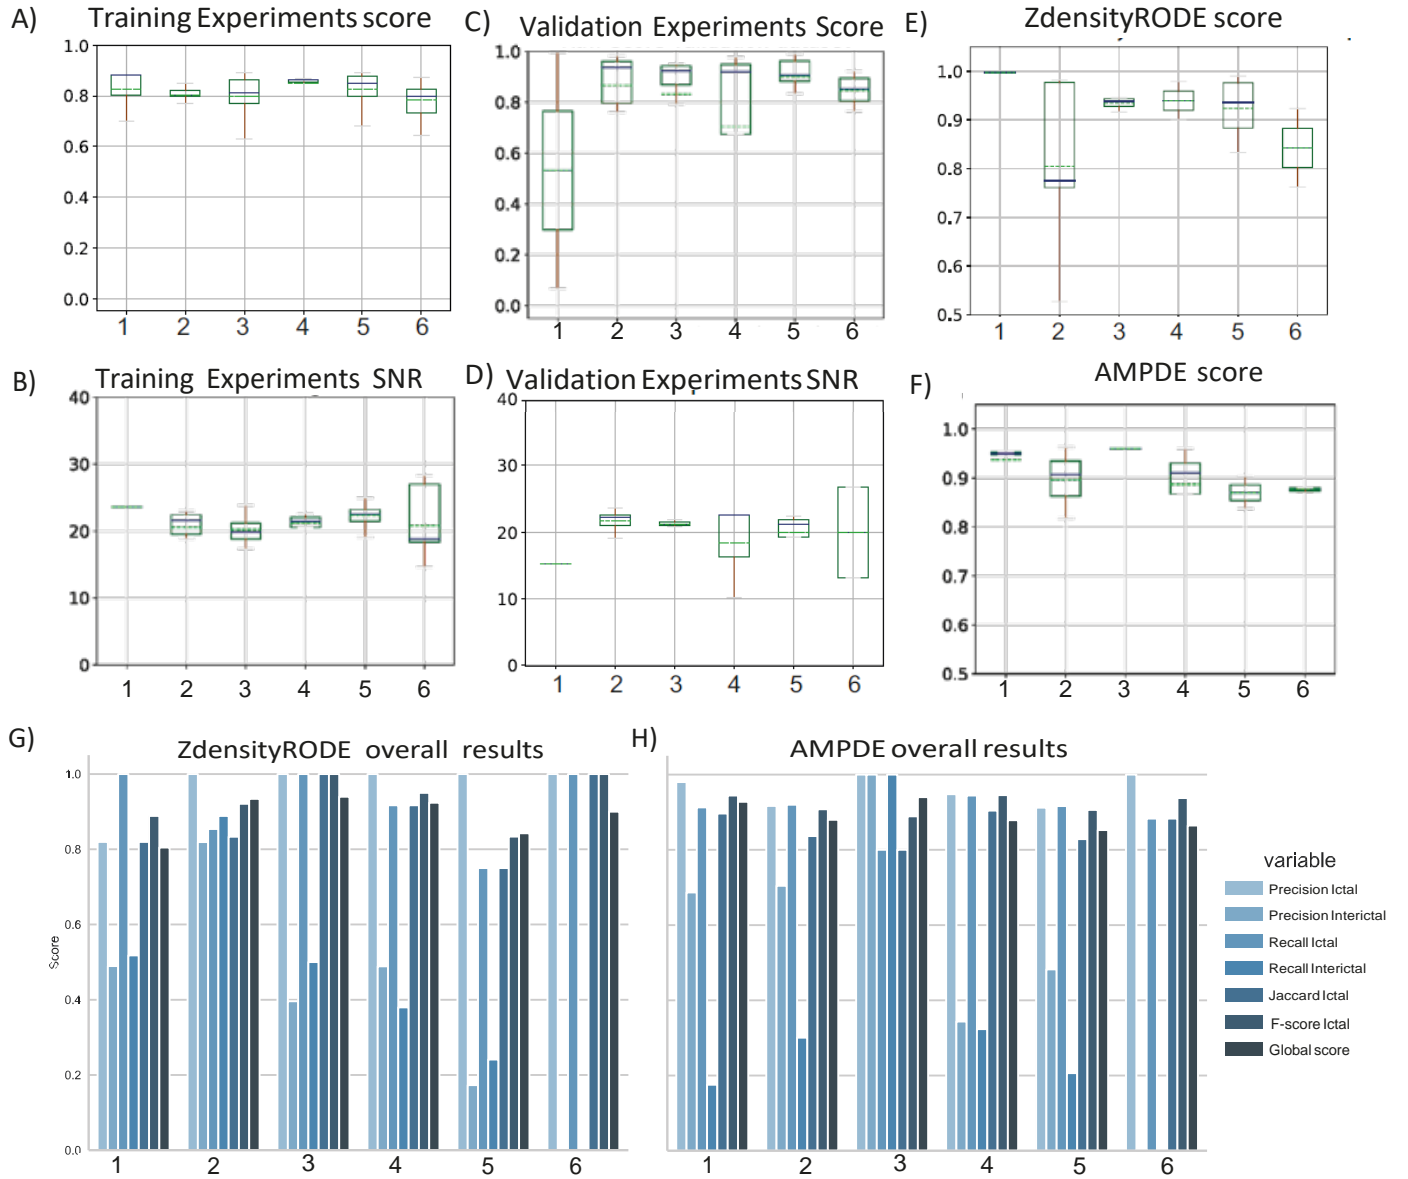 A) Training Experiments score
1.0
0.8
0.6
0.4
0.2
0.0
1 2 3 4 5 6
C) Validation Experiments Score
1.0
0.8
0.6
0.4
0.2
0.0
1 2 3 4 5 6
E) ZdensityRODE score
1.0
0.9
0.8
0.7
0.6
0.5
1 2 3 4 5 6
B) Training Experiments SNR
40
30
20
10
0
1 2 3 4 5 6
D) Validation Experiments SNR
40
30
20
10
0
1 2 3 4 5 6
F) AMPDE score
1.0
0.9
0.8
0.7
0.6
0.5
1 2 3 4 5 6
G) ZdensityRODE overall results
Score
1.0
0.8
0.6
0.4
0.2
0.0
1 2 3 4 5 6
H) AMPDE overall results
1 2 3 4 5 6
variable
Precision Ictal
Precision Interictal
Recall Ictal
Recall Interictal
Jaccard Ictal
F-score Ictal
Global score